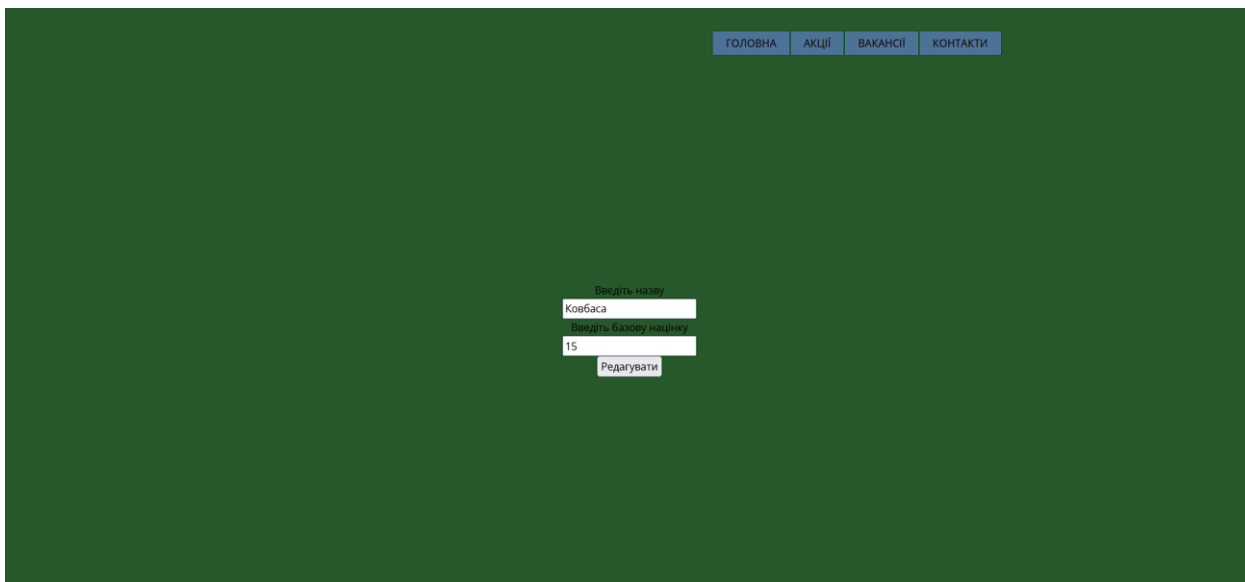 ГОЛОВНА АКЦІЇ ВАКАНСІЇ КОНТАКТИ
Введіть назву
Ковбаса
Введіть базову націнку
15
Редагувати